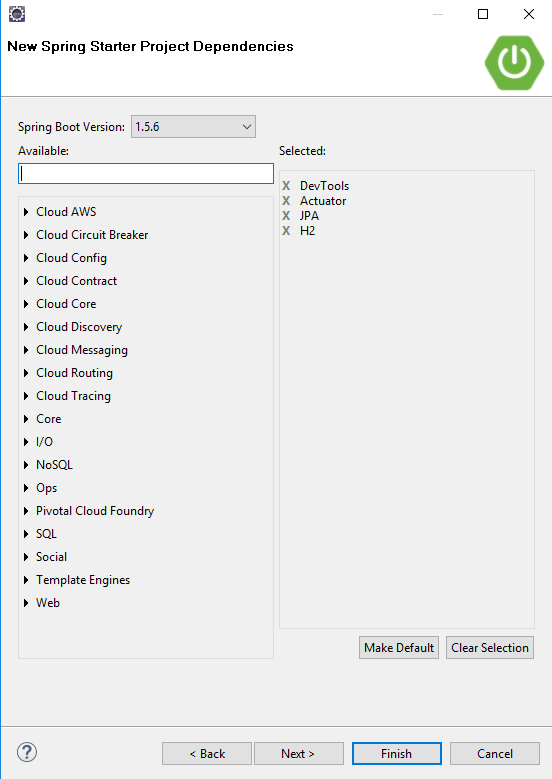 New Spring Starter Project Dependencies
Spring Boot Version: 1.5.6
Available:
Selected:
Cloud AWS
Cloud Circuit Breaker
Cloud Config
Cloud Contract
Cloud Core
Cloud Discovery
Cloud Messaging
Cloud Routing
Cloud Tracing
Core
I/O
NoSQL
Ops
Pivotal Cloud Foundry
SQL
Social
Template Engines
Web
X DevTools
X Actuator
X JPA
X H2
Make Default Clear Selection
? < Back Next > Finish Cancel